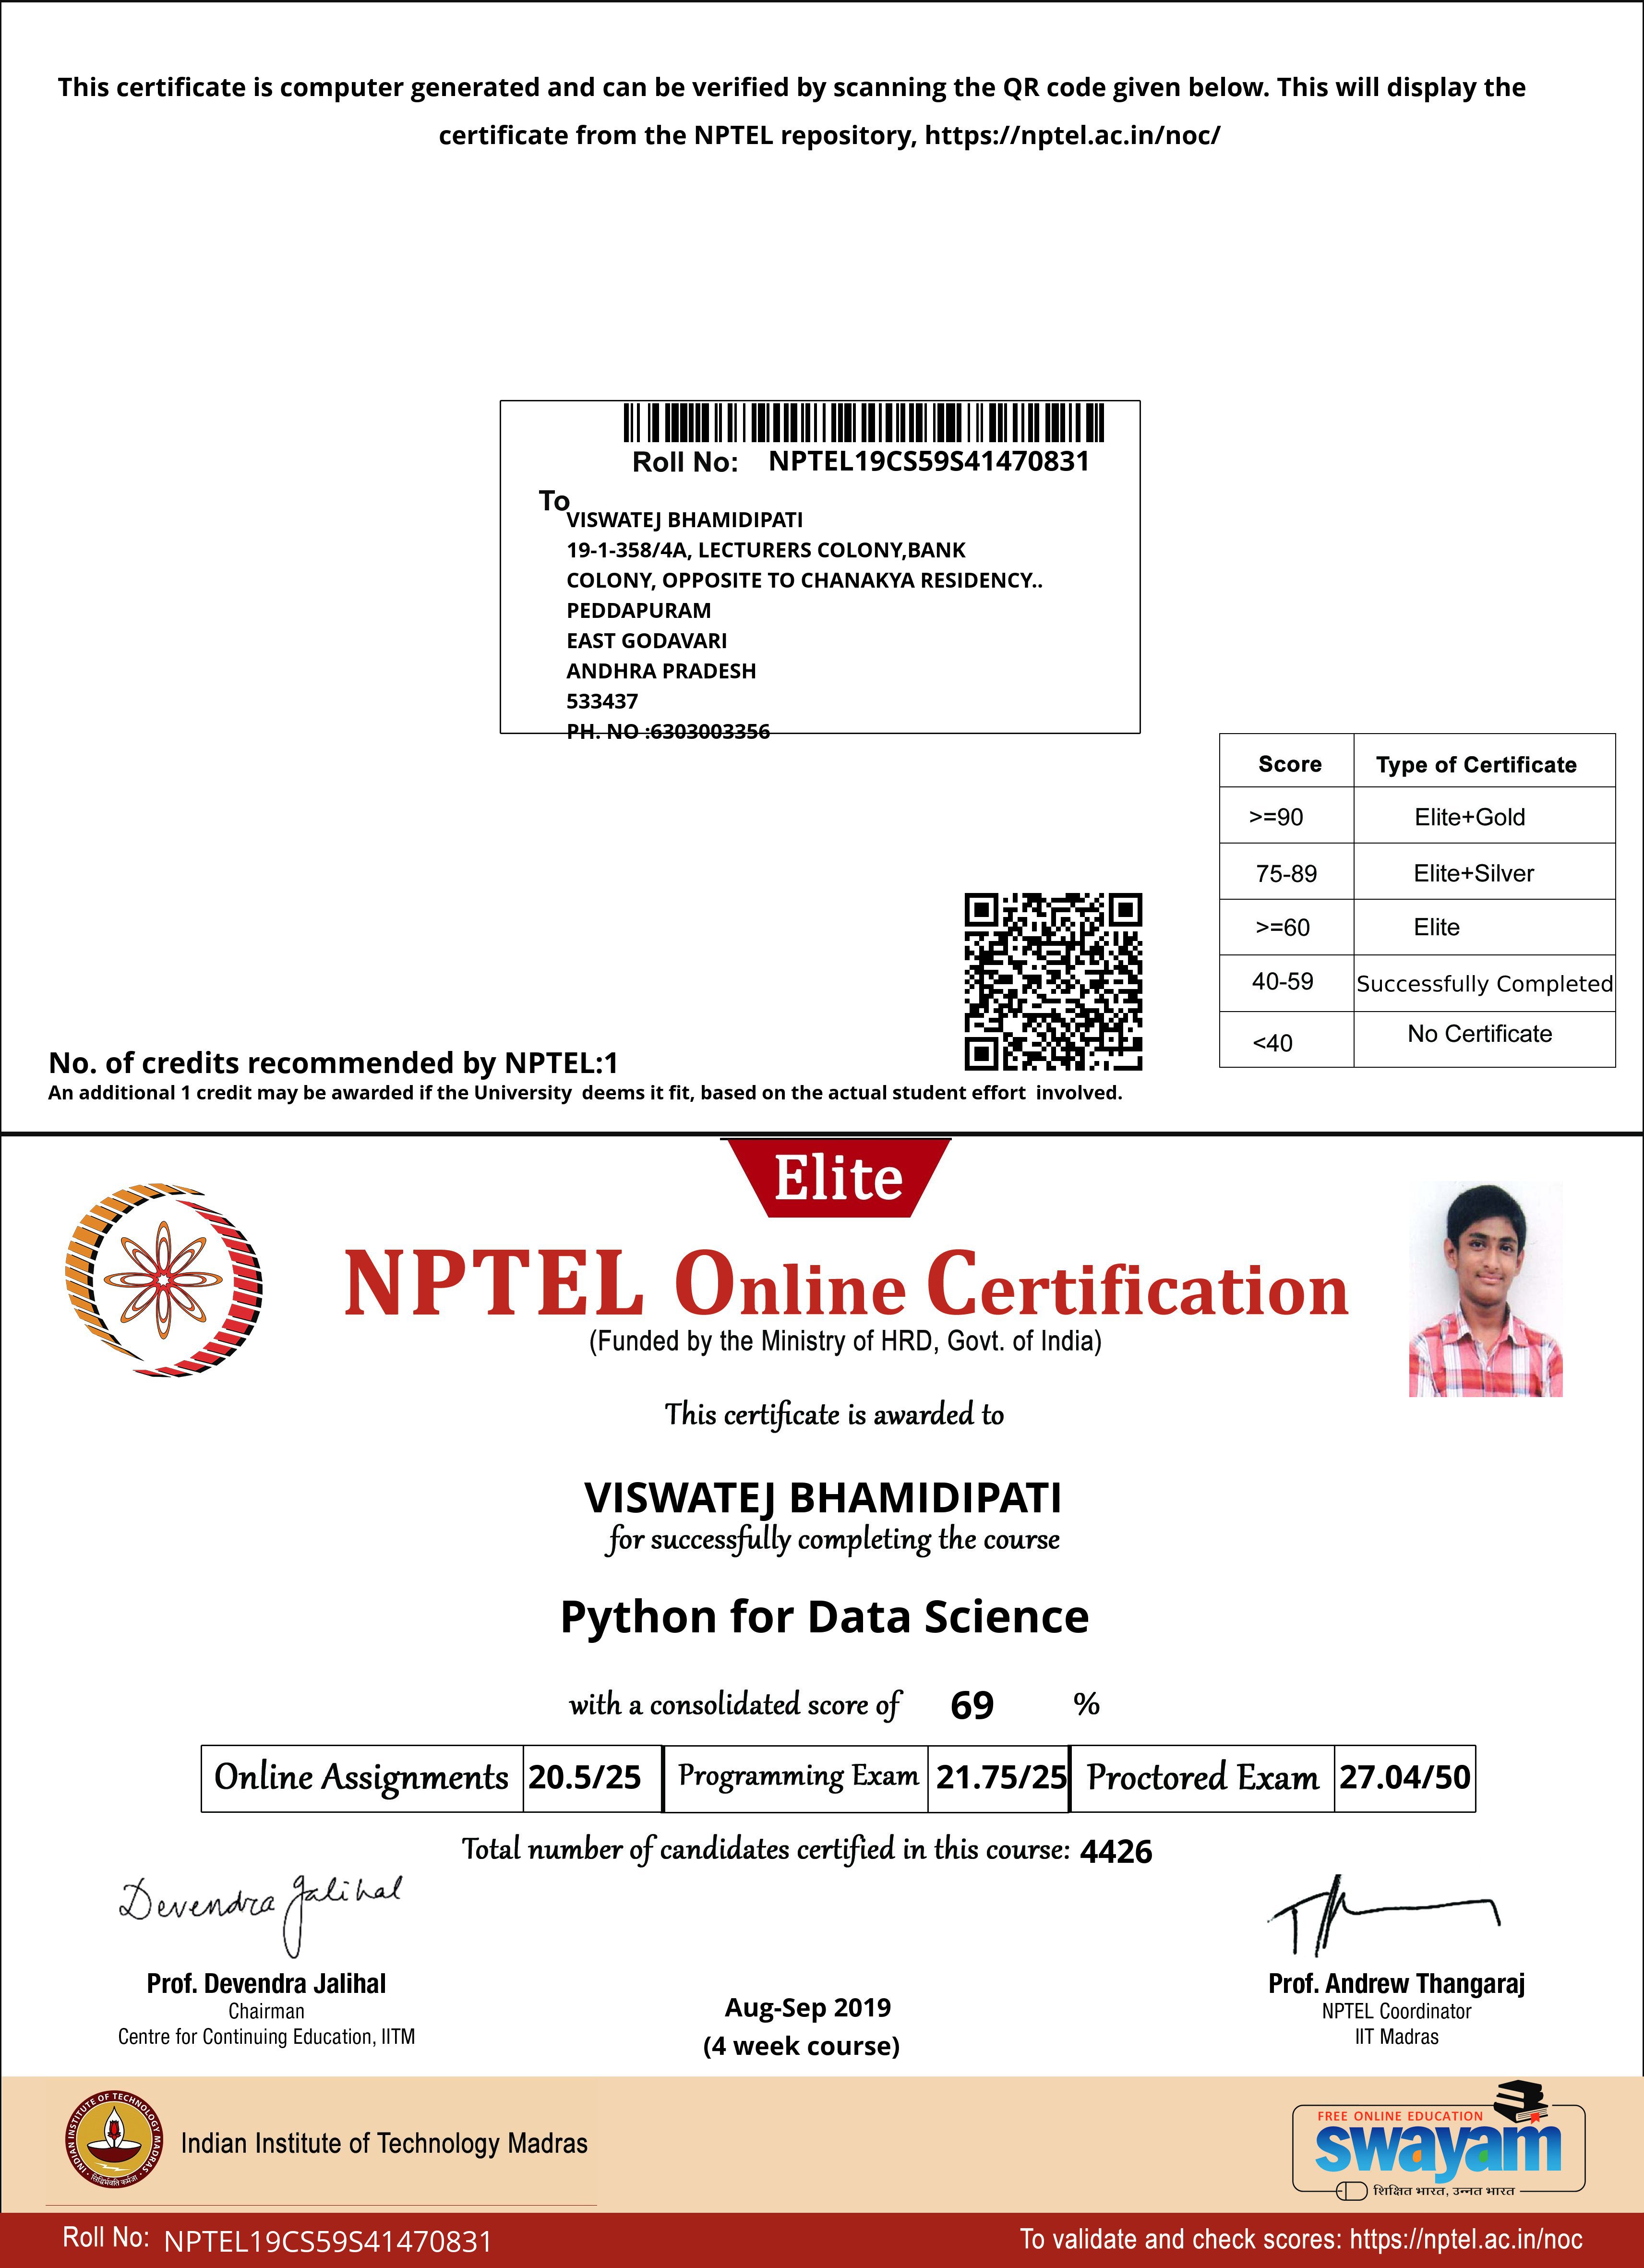 This certificate is computer generated and can be verified by scanning the QR code given below. This will display the
certificate from the NPTEL repository, https://nptel.ac.in/noc/
Roll No: NPTEL19CS59S41470831
To
VISWATEJ BHAMIDIPATI
19-1-358/4A, LECTURERS COLONY,BANK
COLONY, OPPOSITE TO CHANAKYA RESIDENCY..
PEDDAPURAM
EAST GODAVARI
ANDHRA PRADESH
533437
PH. NO :6303003356
Score Type of Certificate
>=90 Elite+Gold
75-89 Elite+Silver
>=60 Elite
40-59 Successfully Completed
<40 No Certificate
No. of credits recommended by NPTEL:1
An additional 1 credit may be awarded if the University deems it fit, based on the actual student effort involved.
Elite
NPTEL Online Certification
(Funded by the Ministry of HRD, Govt. of India)
This certificate is awarded to
VISWATEJ BHAMIDIPATI
for successfully completing the course
Python for Data Science
with a consolidated score of 69 %
Online Assignments 20.5/25 Programming Exam 21.75/25 Proctored Exam 27.04/50
Total number of candidates certified in this course: 4426
Devendra Jalihal
Prof. Devendra Jalihal
Chairman
Centre for Continuing Education, IITM
Aug-Sep 2019
(4 week course)
Prof. Andrew Thangaraj
NPTEL Coordinator
IIT Madras
INDIAN INSTITUTE OF TECHNOLOGY MADRAS
सिद्धिर्भवति कर्मजा
Indian Institute of Technology Madras
FREE ONLINE EDUCATION
swayam
शिक्षित भारत, उन्नत भारत
Roll No: NPTEL19CS59S41470831
To validate and check scores: https://nptel.ac.in/noc